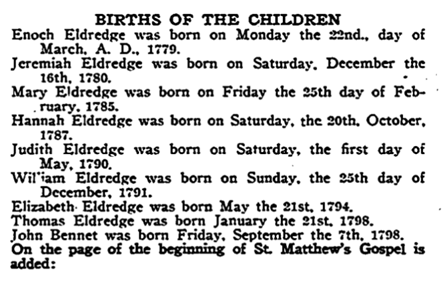 BIRTHS OF THE CHILDREN
Enoch Eldredge was born on Monday the 22nd., day of
March, A. D., 1779.
Jeremiah Eldredge was born on Saturday, December the
16th, 1780.
Mary Eldredge was born on Friday the 25th day of Feb-
ruary, 1785.
Hannah Eldredge was born on Saturday, the 20th, October,
1787.
Judith Eldredge was born on Saturday, the first day of
May, 1790.
William Eldredge was born on Sunday, the 25th day of
December, 1791.
Elizabeth Eldredge was born May the 21st, 1794.
Thomas Eldredge was born January the 21st, 1798.
John Bennet was born Friday, September the 7th, 1798.
On the page of the beginning of St. Matthew's Gospel is
added: